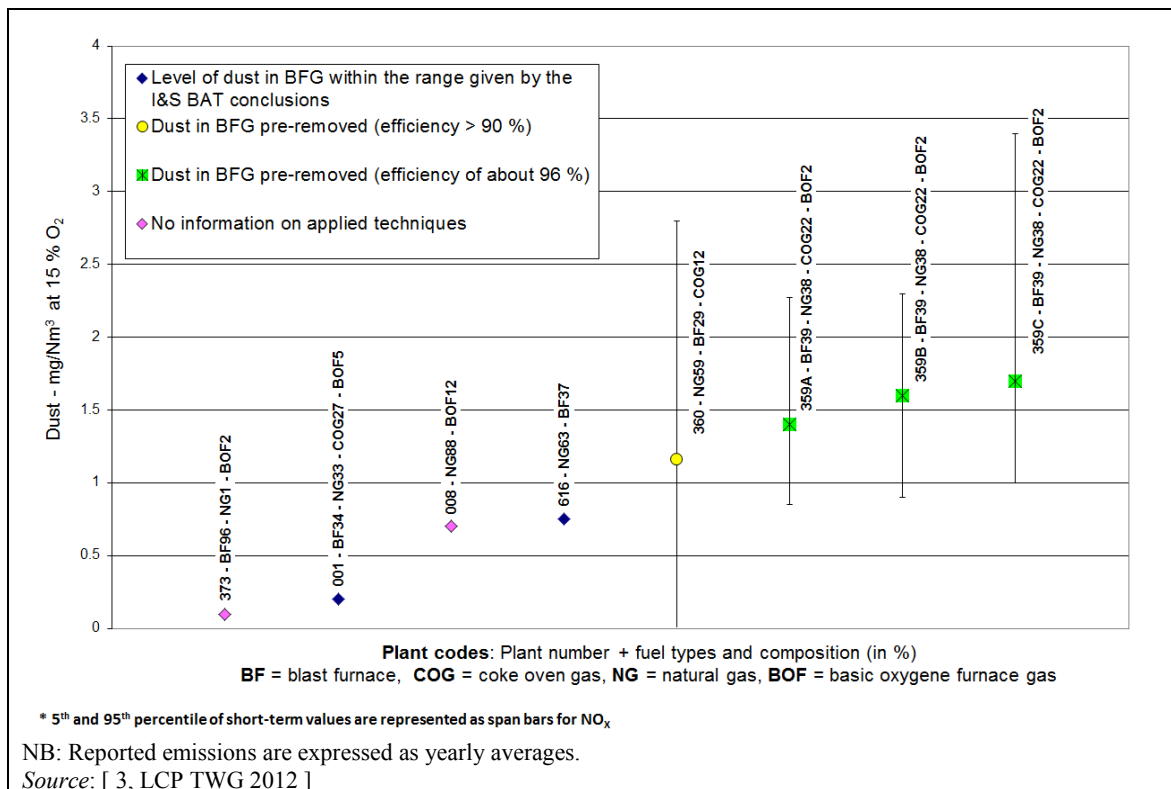 4
3.5
3
2.5
2
1.5
1
0.5
0
Dust - mg/Nm³ at 15 % O₂
Level of dust in BFG within the range given by the
I&S BAT conclusions
Dust in BFG pre-removed (efficiency > 90 %)
Dust in BFG pre-removed (efficiency of about 96 %)
No information on applied techniques
373 - BF96 - NG1 - BOF2
001 - BF34 - NG33 - COG27 - BOF5
008 - NG88 - BOF12
616 - NG63 - BF37
360 - NG59 - BF29 - COG12
359A - BF39 - NG38 - COG22 - BOF2
359B - BF39 - NG38 - COG22 - BOF2
359C - BF39 - NG38 - COG22 - BOF2
Plant codes: Plant number + fuel types and composition (in %)
BF = blast furnace, COG = coke oven gas, NG = natural gas, BOF = basic oxygene furnace gas
* 5th and 95th percentile of short-term values are represented as span bars for NOX
NB: Reported emissions are expressed as yearly averages.
Source: [ 3, LCP TWG 2012 ]